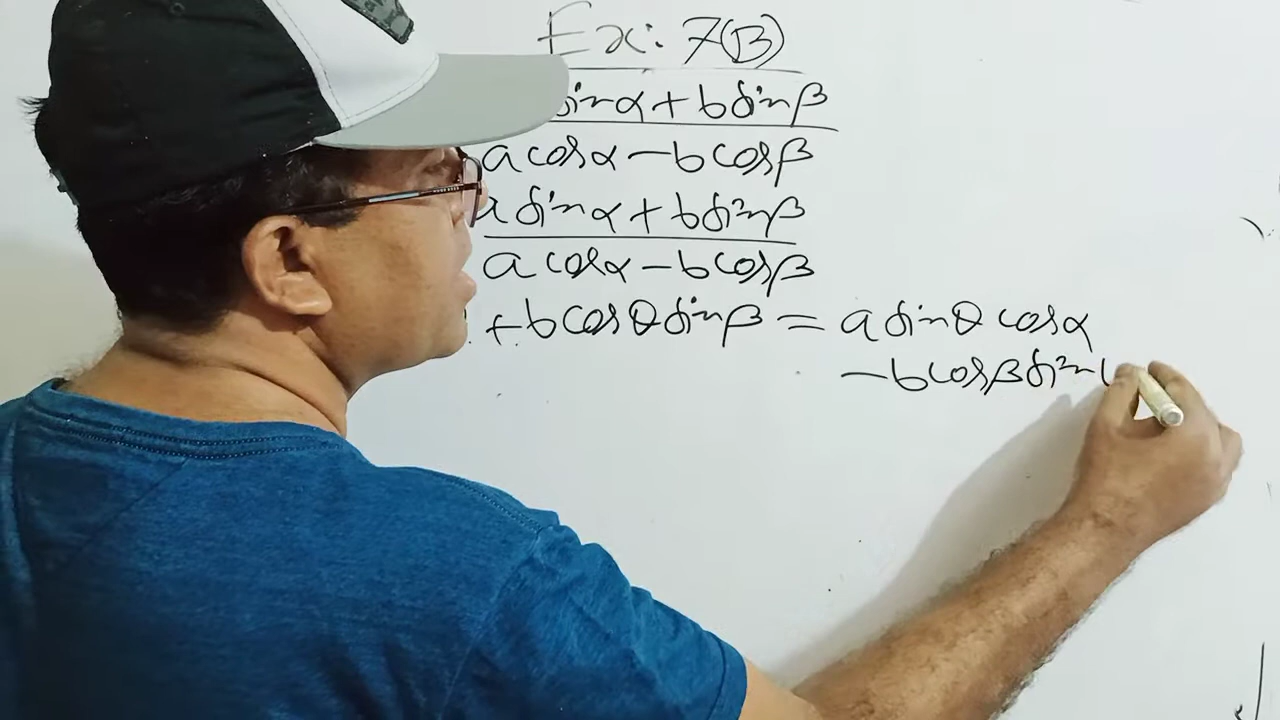 Ex: 7(B)
sinα + b sinβ
a cosα - b cosβ
a sinα + b sinβ
a cosα - b cosβ
+ b cosθ sinβ = a sinθ cosα
- b cosβ sin